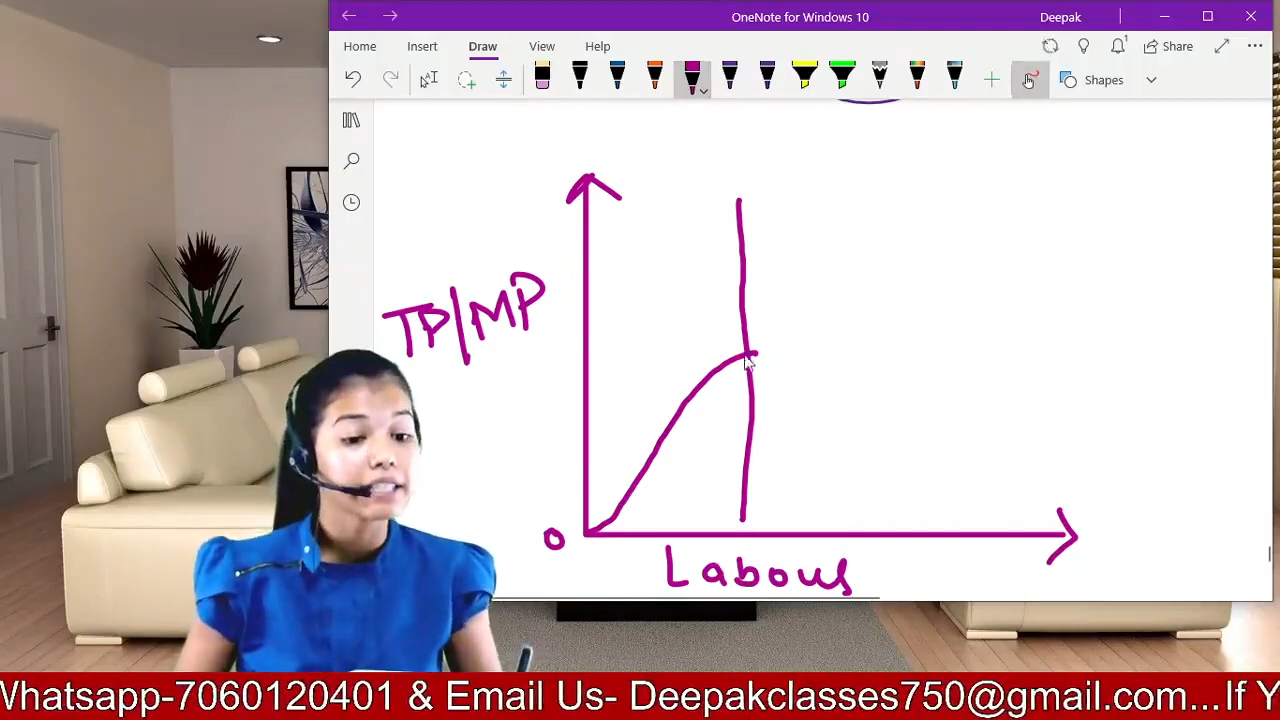 OneNote for Windows 10
Deepak
Home
Insert
Draw
View
Help
Share
Shapes
TP/MP
0
Labour
Whatsapp-7060120401 & Email Us- Deepakclasses750@gmail.com...If Y